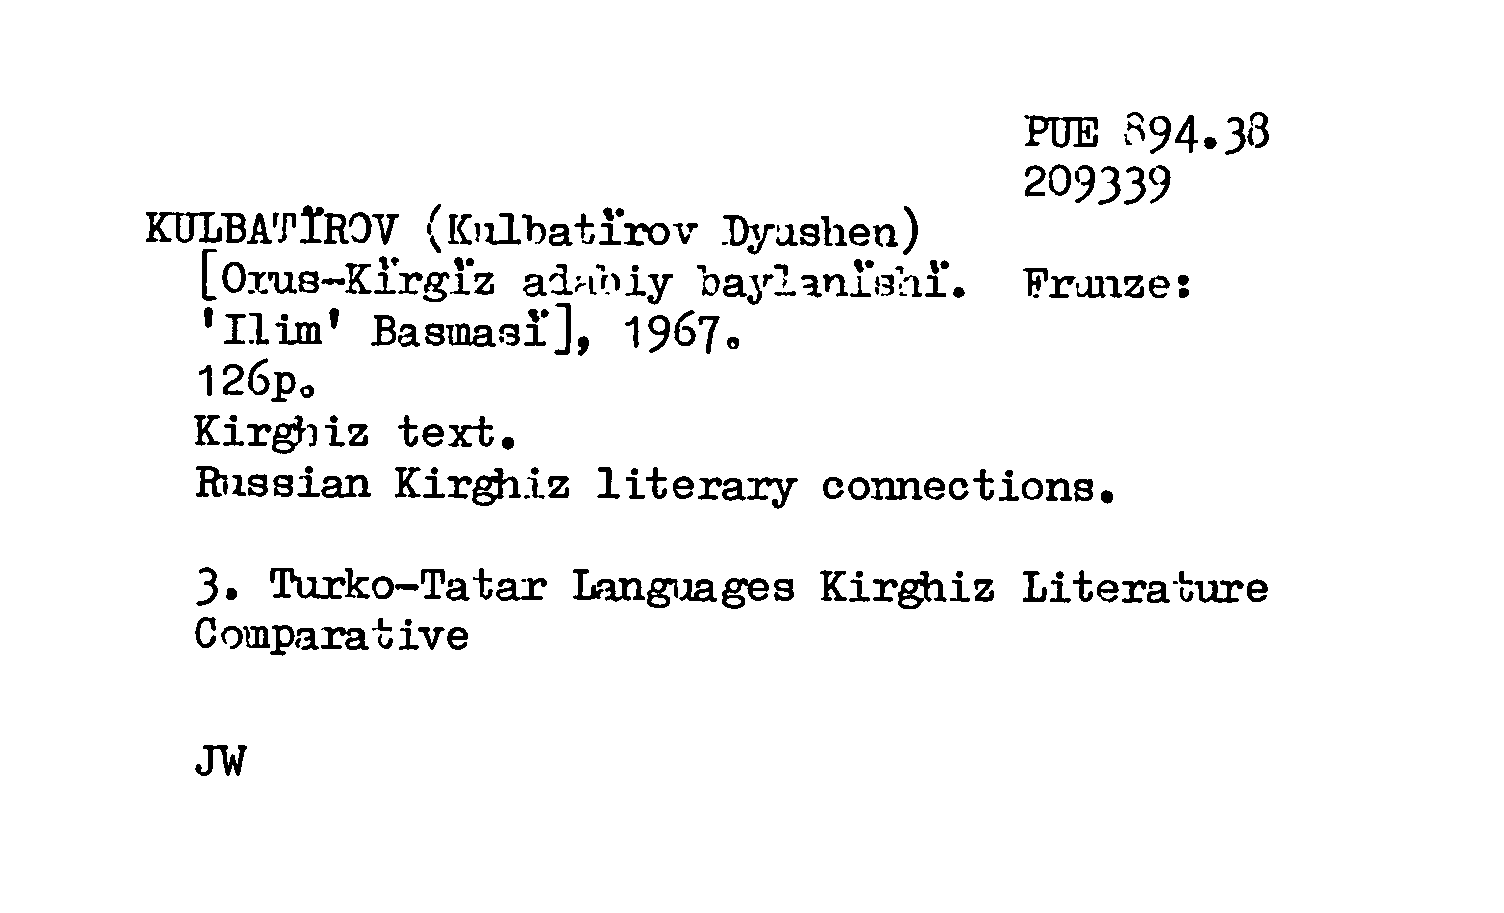 PUE 894.38
209339
KULBATÏROV (Kulbatïrov Dyushen)
[Orus-Kïrgïz adabiy baylanïshï. Frunze:
'Ilim' Basmasï], 1967.
126p.
Kirghiz text.
Russian Kirghiz literary connections.
3. Turko-Tatar Languages Kirghiz Literature
Comparative
JW